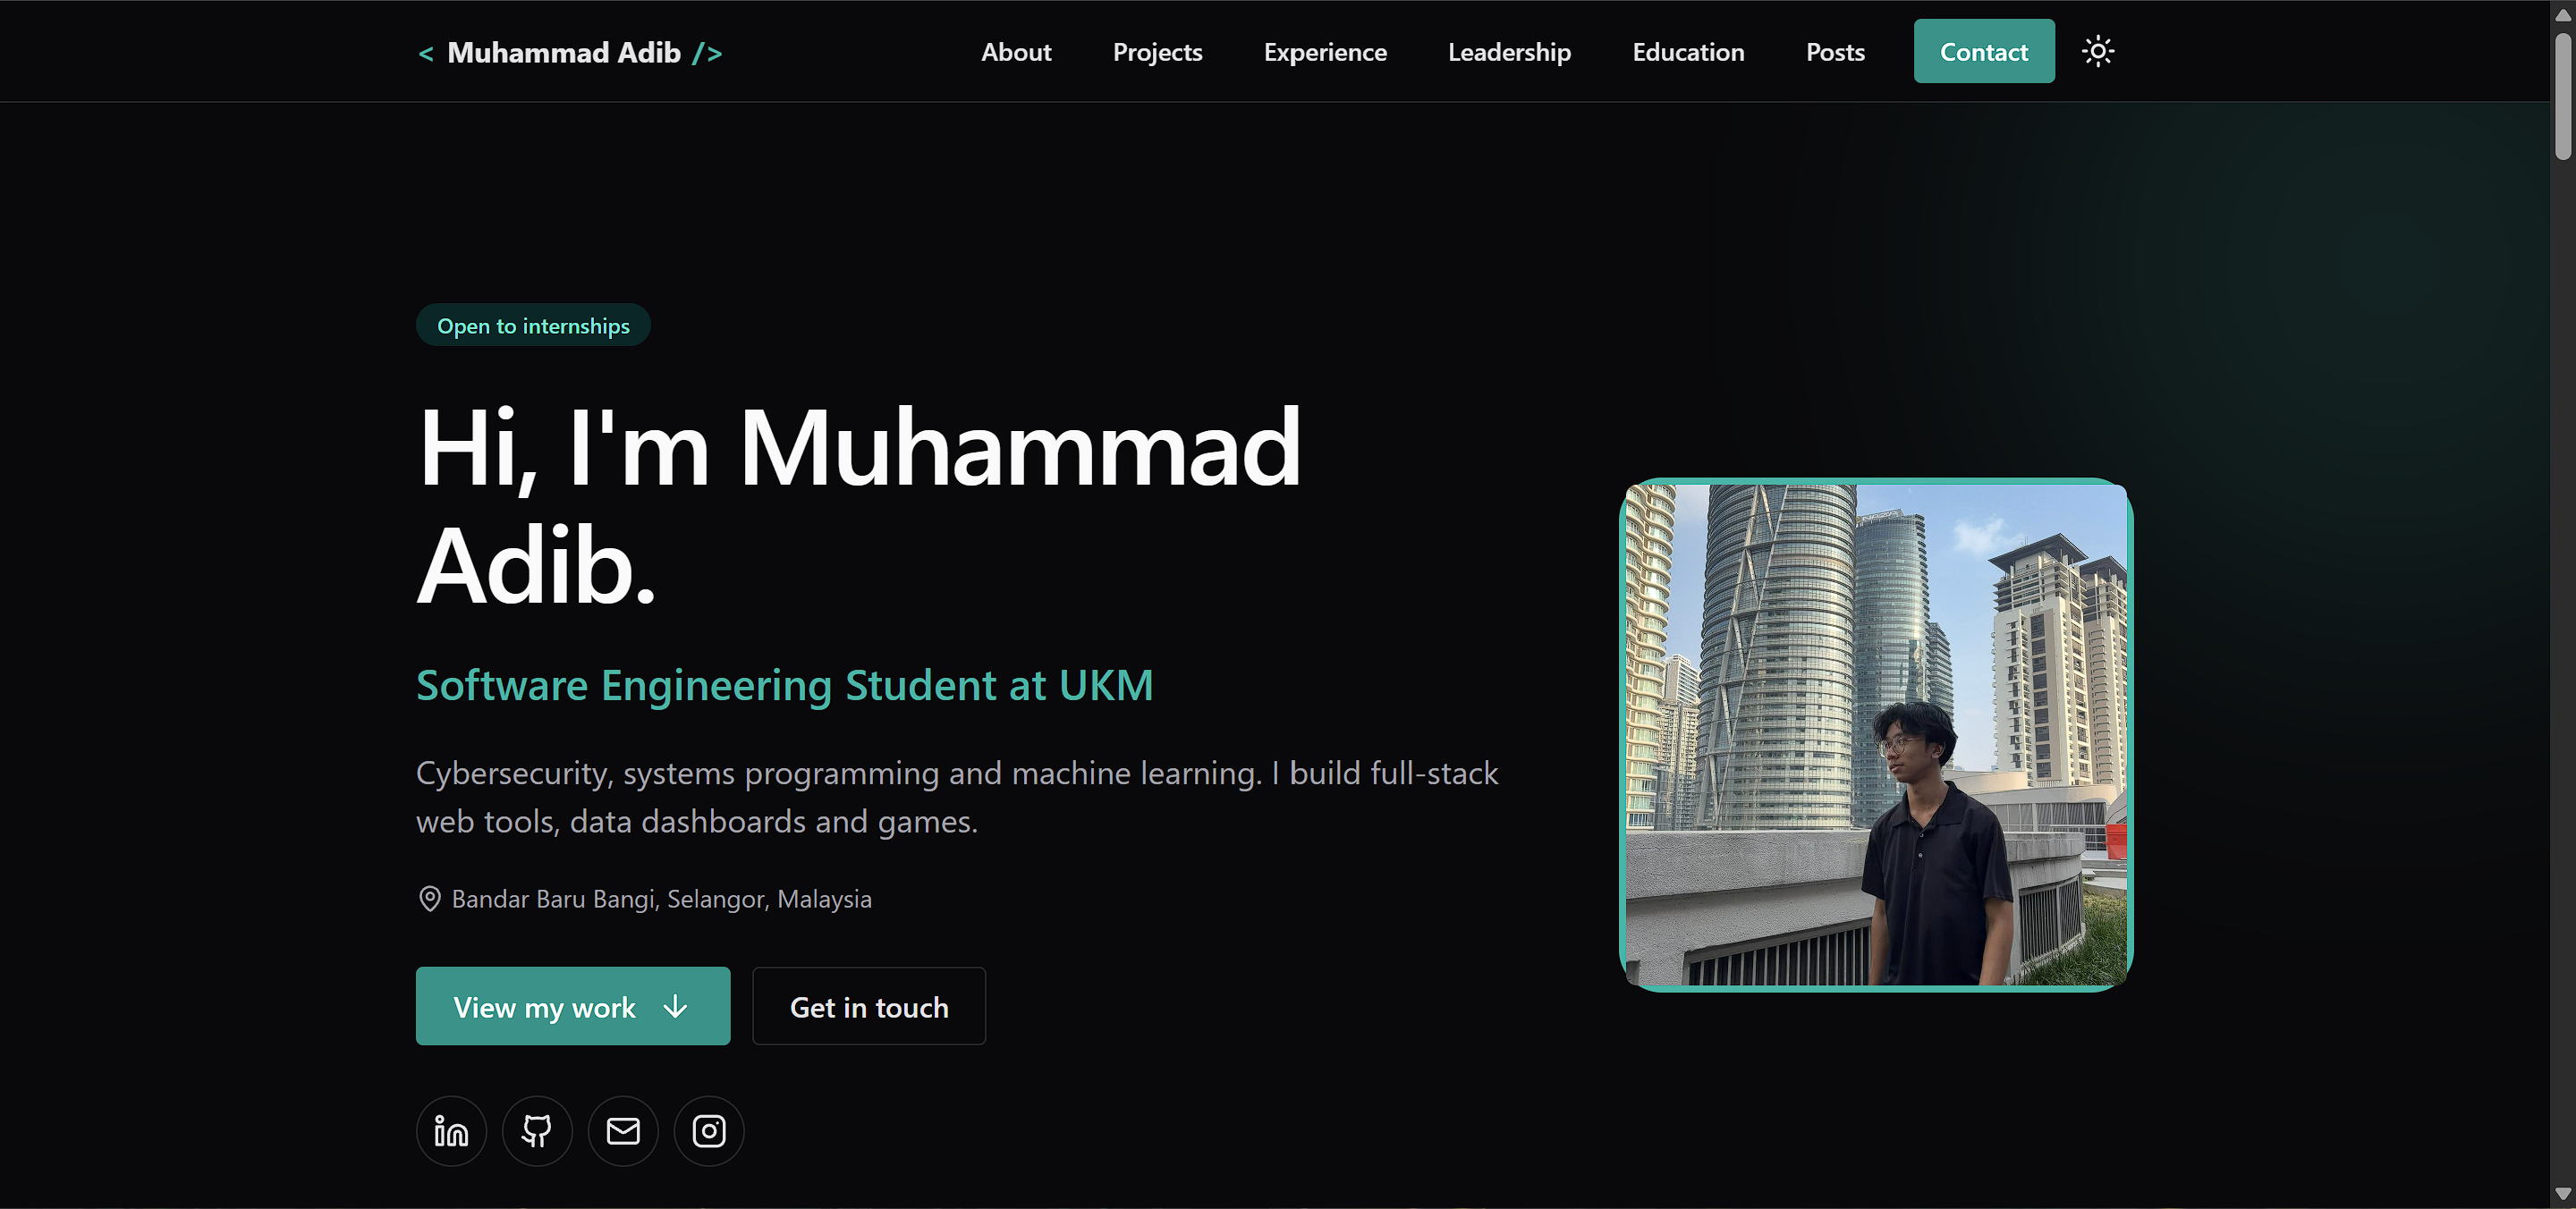 < Muhammad Adib />
About
Projects
Experience
Leadership
Education
Posts
Contact
Open to internships
Hi, I'm Muhammad
Adib.
Software Engineering Student at UKM
Cybersecurity, systems programming and machine learning. I build full-stack
web tools, data dashboards and games.
Bandar Baru Bangi, Selangor, Malaysia
View my work
Get in touch